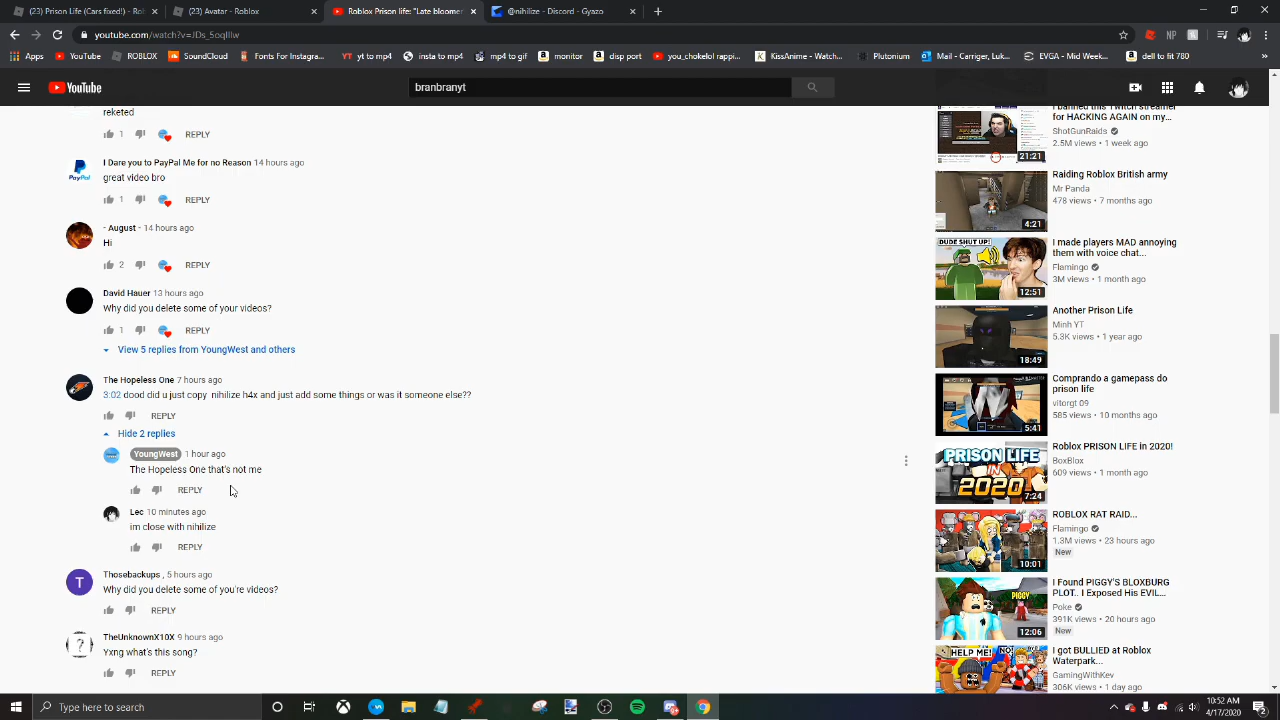 (23) Prison Life (Cars fixed!) - Rol
(23) Avatar - Roblox
Roblox Prison life: "Late bloomer
@nihilize - Discord - Gyazo
youtube.com/watch?v=JDs_5oqIlw
Apps
YouTube
ROBLOX
SoundCloud
Fonts For Instagra...
yt to mp4
insta to mp4
mp4 to gif
monitor
disp port
you_chokelol rappi...
KissAnime - Watch...
Plutonium
Mail - Carriger, Luk...
EVGA - Mid Week...
dell to fit 780
YouTube
branbranyt
reketed
1 REPLY
I Dare you to PayPal Me for no Reason 14 hours ago
great video bro
1 REPLY
- August - 14 hours ago
Hi
2 REPLY
David Hauer 13 hours ago
Why did you delete some of your videos?
1 REPLY
View 5 replies from YoungWest and others
The Hopeless One 7 hours ago
3:02 dood did u just copy nihilize h4x and just add some things or was it someone else??
REPLY
Hide 2 replies
YoungWest 1 hour ago
The Hopeless One that's not me
REPLY
Lec 10 minutes ago
im close with nihilize
REPLY
Thosebackups , 5 hours ago
Why did you delete some of you're videos?
REPLY
TheUnknownX10X 9 hours ago
Yxng what's this song?
REPLY
I banned this Twitch streamer
for HACKING AGAIN on my...
ShotGunRaids
2.5M views • 1 week ago
21:21
Raiding Roblox British army
Mr Panda
478 views • 7 months ago
4:21
DUDE SHUT UP!
I made players MAD annoying
them with voice chat...
Flamingo
3M views • 1 month ago
12:51
Another Prison Life
Minh YT
5.3K views • 1 year ago
18:49
Comprando a gamepass do
prison life
vitorgt 09
585 views • 10 months ago
5:41
PRISON LIFE
IN
2020
Roblox PRISON LIFE in 2020!
BoxBlox
609 views • 1 month ago
7:24
ROBLOX RAT RAID...
Flamingo
1.3M views • 23 hours ago
New
10:01
PIGGY
I Found PIGGY's BLOXBURG
PLOT.. I Exposed His EVIL...
Poke
391K views • 20 hours ago
New
12:06
HELP ME!
NO!
I got BULLIED at Roblox
Waterpark...
GamingWithKev
306K views • 1 day ago
Type here to search
10:52 AM
4/17/2020